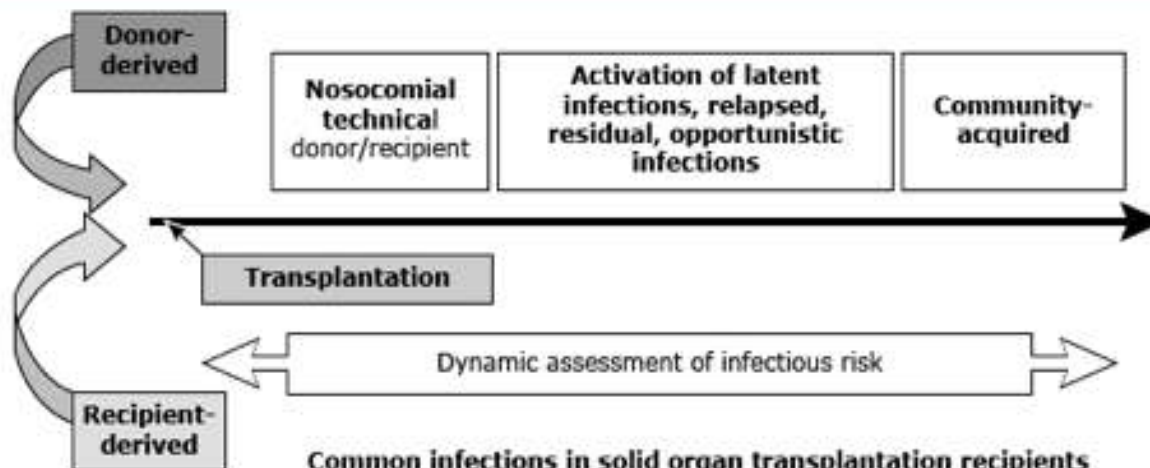 Donor-
derived
Nosocomial
technical
donor/recipient
Activation of latent
infections, relapsed,
residual, opportunistic
infections
Community-
acquired
Transplantation
Dynamic assessment of infectious risk
Recipient-
derived
Common infections in solid organ transplantation recipients